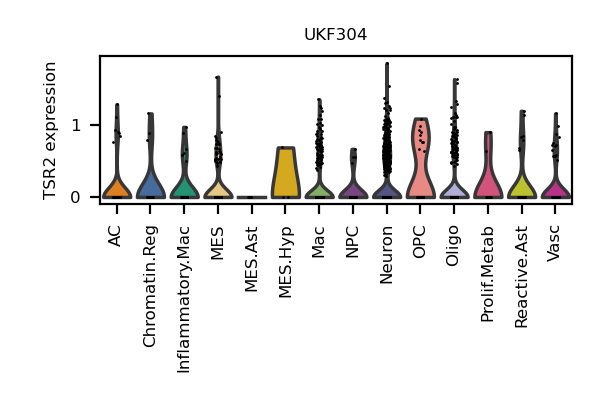 UKF304
TSR2 expression
1
0
AC
Chromatin.Reg
Inflammatory.Mac
MES
MES.Ast
MES.Hyp
Mac
NPC
Neuron
OPC
Oligo
Prolif.Metab
Reactive.Ast
Vasc